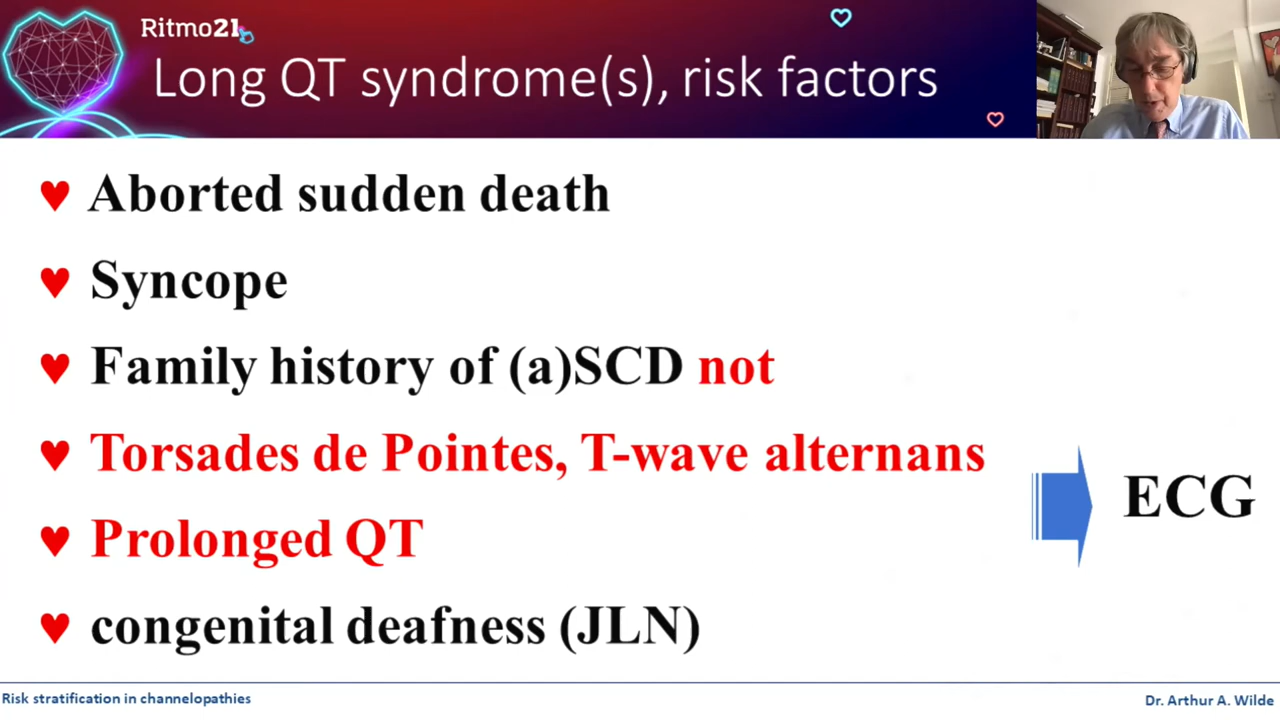 Ritmo21
Long QT syndrome(s), risk factors
♥ Aborted sudden death
♥ Syncope
♥ Family history of (a)SCD not
♥ Torsades de Pointes, T-wave alternans
♥ Prolonged QT
♥ congenital deafness (JLN)
ECG
Risk stratification in channelopathies
Dr. Arthur A. Wilde